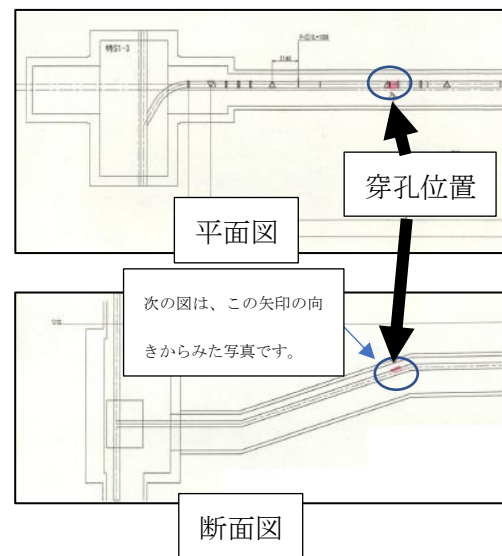 特S1-3
穿孔位置
平面図
次の図は、この矢印の向
きからみた写真です。
断面図